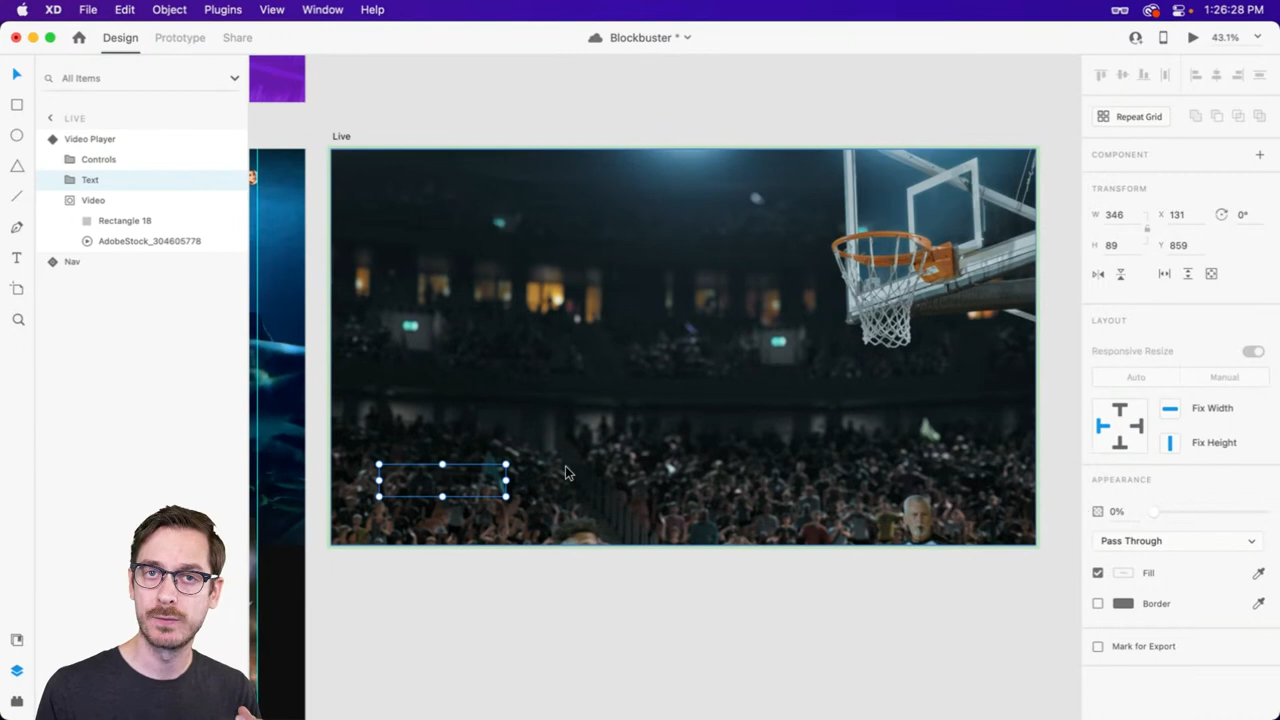 XD File Edit Object Plugins View Window Help 1:26:28 PM
Design Prototype Share Blockbuster * 43.1%
All Items
LIVE
Video Player
Controls
Text
Video
Rectangle 18
AdobeStock_304605778
Nav
Live
Repeat Grid
COMPONENT
TRANSFORM
W 346 X 131 0°
H 89 Y 859
LAYOUT
Responsive Resize
Auto Manual
Fix Width
Fix Height
APPEARANCE
0%
Pass Through
Fill
Border
Mark for Export